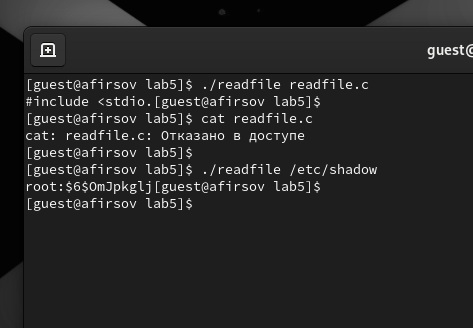 guest@
[guest@afirsov lab5]$ ./readfile readfile.c
#include <stdio.[guest@afirsov lab5]$
[guest@afirsov lab5]$ cat readfile.c
cat: readfile.c: Отказано в доступе
[guest@afirsov lab5]$
[guest@afirsov lab5]$ ./readfile /etc/shadow
root:$6$OmJpkglj[guest@afirsov lab5]$
[guest@afirsov lab5]$